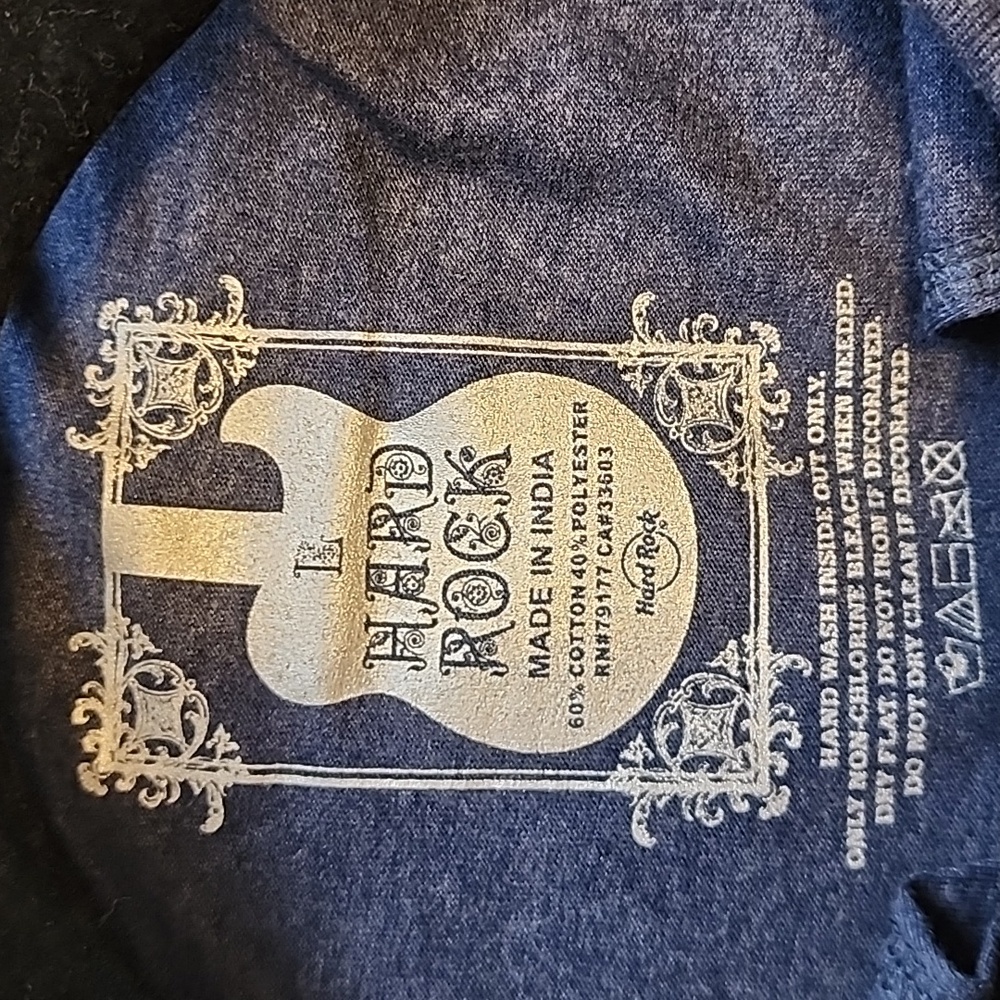 L
HARD
ROCK
MADE IN INDIA
60% COTTON 40% POLYESTER
RN#79177 CA#33603
Hard Rock
HAND WASH INSIDE OUT ONLY.
ONLY NON-CHLORINE BLEACH WHEN NEEDED.
DRY FLAT. DO NOT IRON IF DECORATED.
DO NOT DRY CLEAN IF DECORATED.